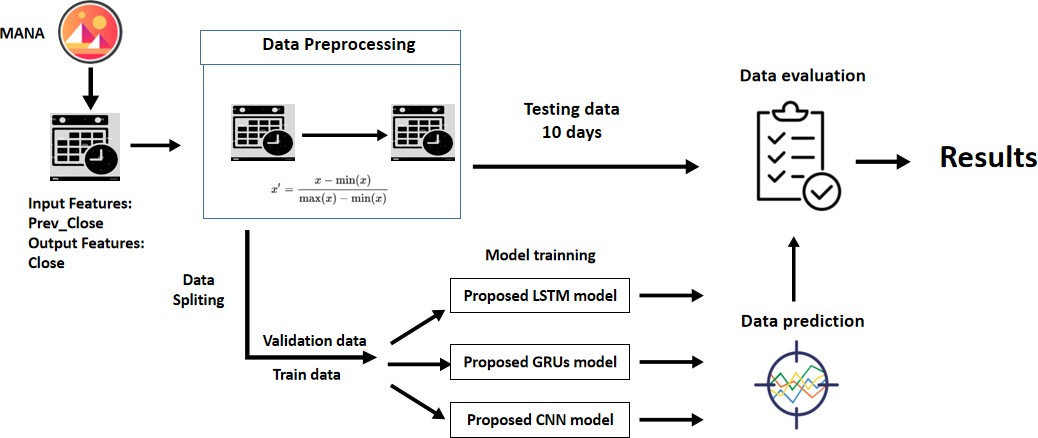 MANA
Data Preprocessing
x' = x − min(x) / max(x) − min(x)
Input Features:
Prev_Close
Output Features:
Close
Testing data
10 days
Data evaluation
Results
Data
Spliting
Validation data
Train data
Model trainning
Proposed LSTM model
Proposed GRUs model
Proposed CNN model
Data prediction